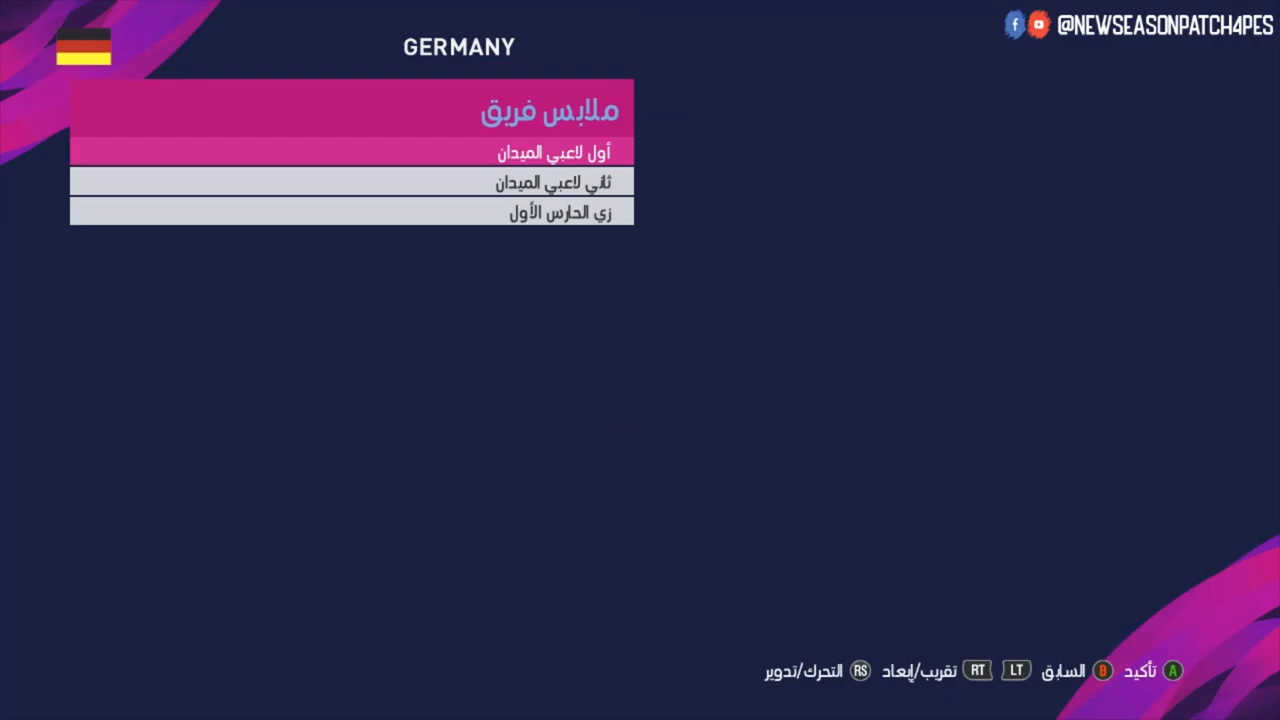 GERMANY
@NEWSEASONPATCH4PES
ملابس فريق
أول لاعبي الميدان
ثاني لاعبي الميدان
زي الحارس الأول
A تأكيد B السابق LT RT تقريب/إبعاد RS التحرك/تدوير